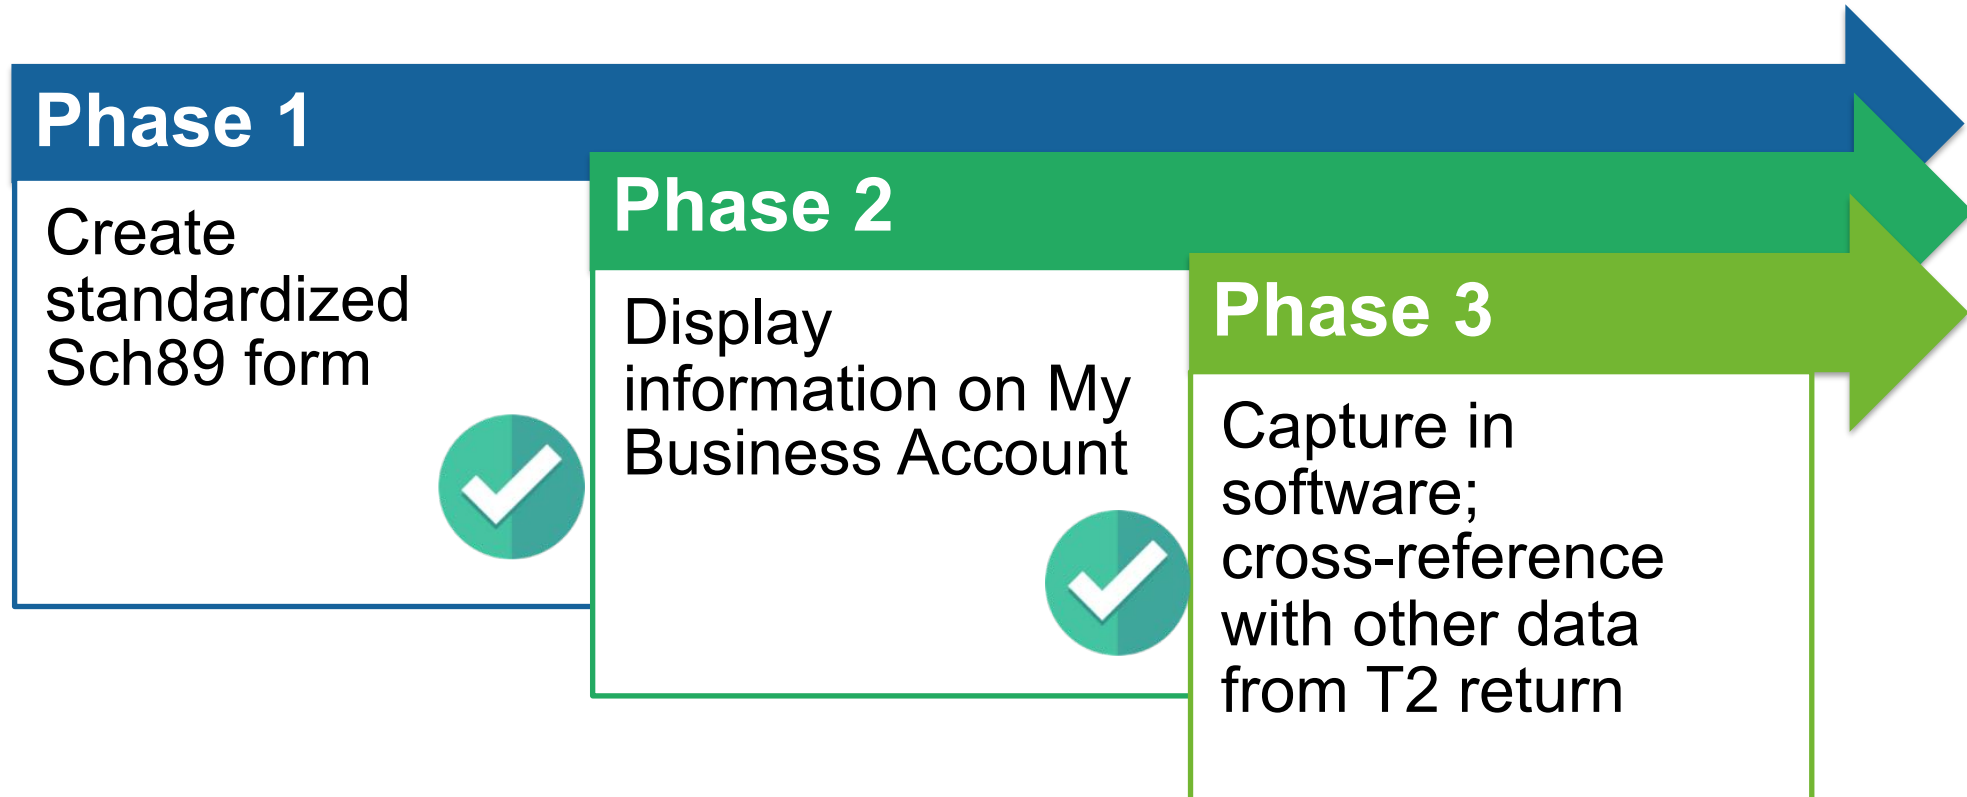 Phase 1
Create
standardized
Sch89 form
Phase 2
Display
information on My
Business Account
Phase 3
Capture in
software;
cross-reference
with other data
from T2 return